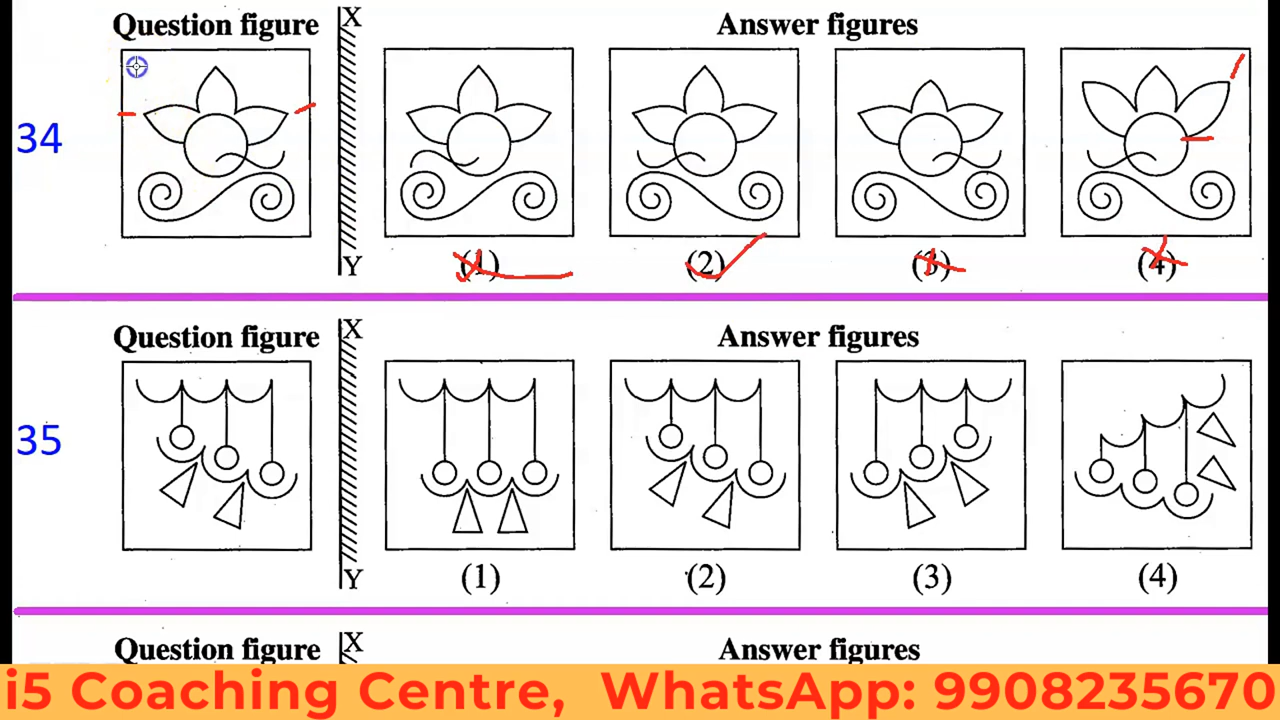 Question figure X Answer figures
34
Y (1) (2) (3) (4)
Question figure X Answer figures
35
Y (1) (2) (3) (4)
Question figure X Answer figures
i5 Coaching Centre, WhatsApp: 9908235670